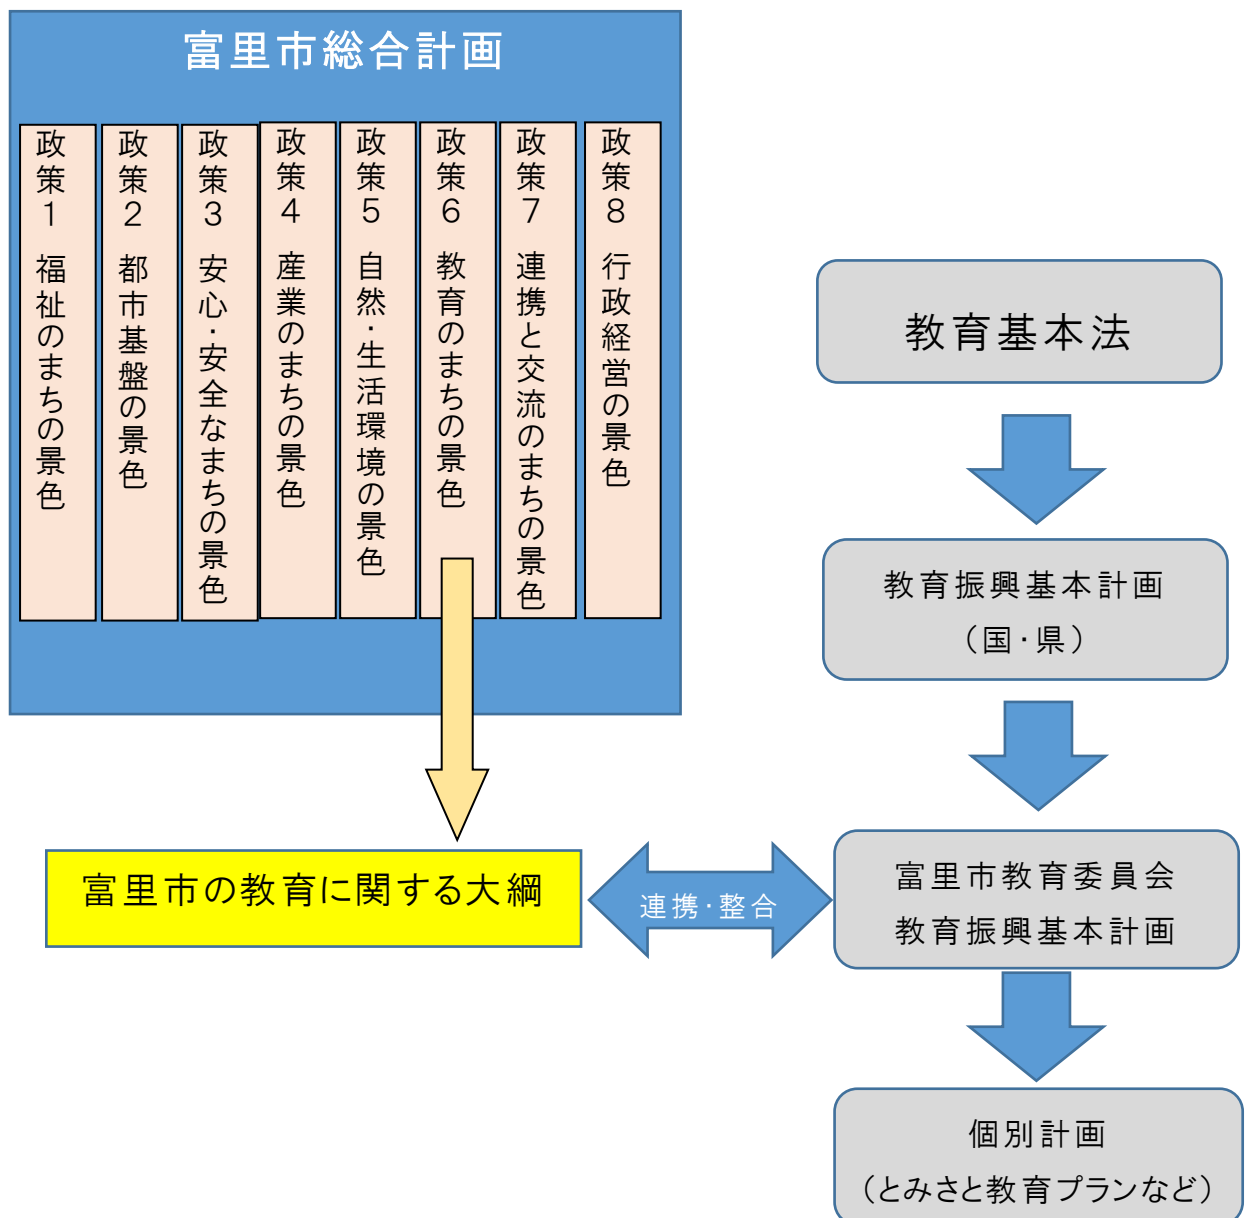 富里市総合計画
政策1 福祉のまちの景色
政策2 都市基盤の景色
政策3 安心・安全なまちの景色
政策4 産業のまちの景色
政策5 自然・生活環境の景色
政策6 教育のまちの景色
政策7 連携と交流のまちの景色
政策8 行政経営の景色
教育基本法
教育振興基本計画
（国・県）
富里市の教育に関する大綱
連携・整合
富里市教育委員会
教育振興基本計画
個別計画
（とみさと教育プランなど）